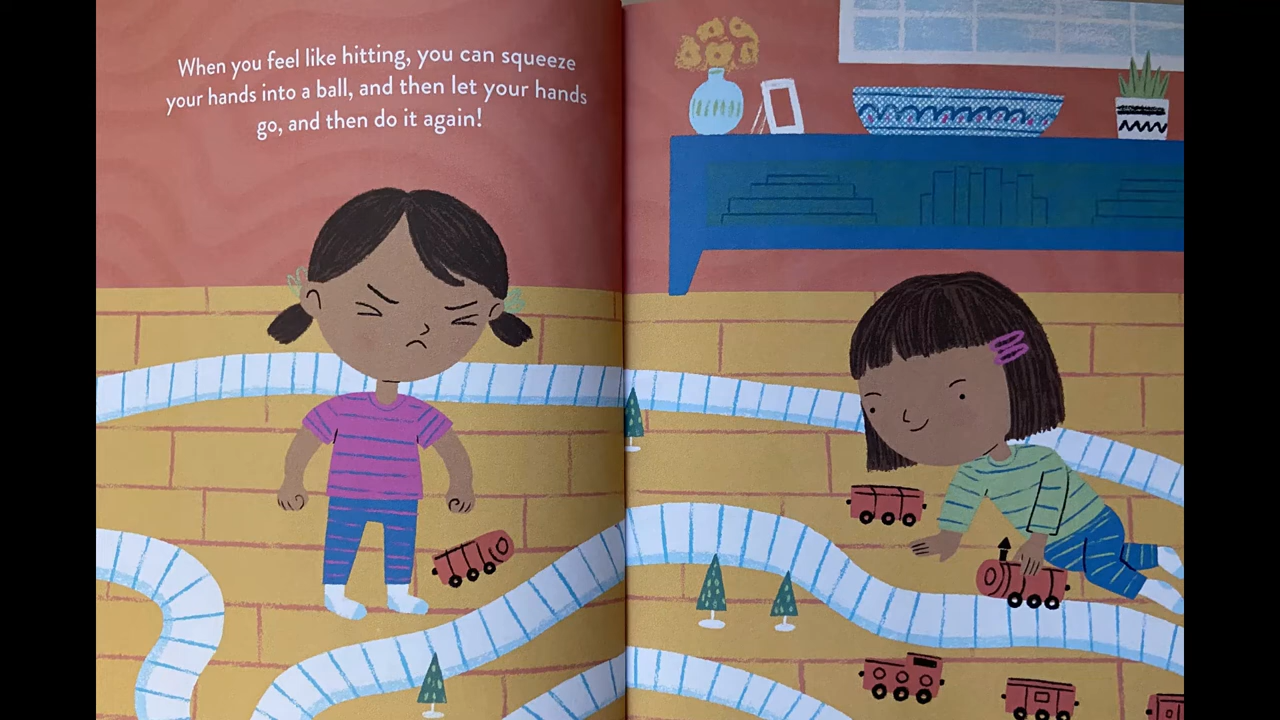 When you feel like hitting, you can squeeze
your hands into a ball, and then let your hands
go, and then do it again!